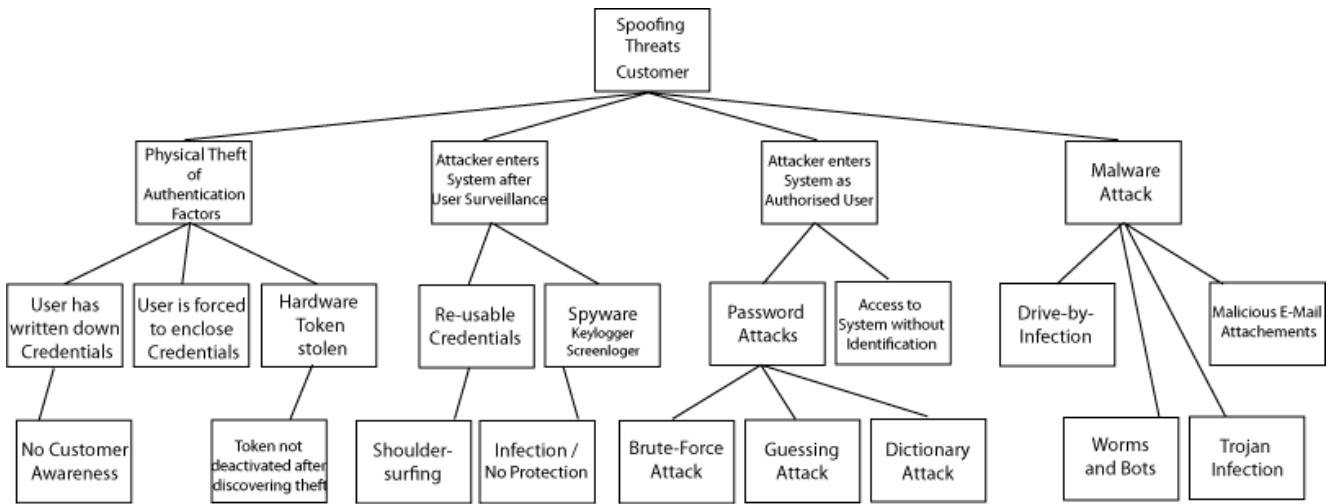 Spoofing
Threats
Customer
Physical Theft
of
Authentication
Factors
Attacker enters
System after
User Surveillance
Attacker enters
System as
Authorised User
Malware
Attack
User has
written down
Credentials
User is forced
to enclose
Credentials
Hardware
Token
stolen
Re-usable
Credentials
Spyware
Keylogger
Screenloger
Password
Attacks
Access to
System without
Identification
Drive-by-
Infection
Malicious E-Mail
Attachements
No Customer
Awareness
Token not
deactivated after
discovering theft
Shoulder-
surfing
Infection /
No Protection
Brute-Force
Attack
Guessing
Attack
Dictionary
Attack
Worms
and Bots
Trojan
Infection